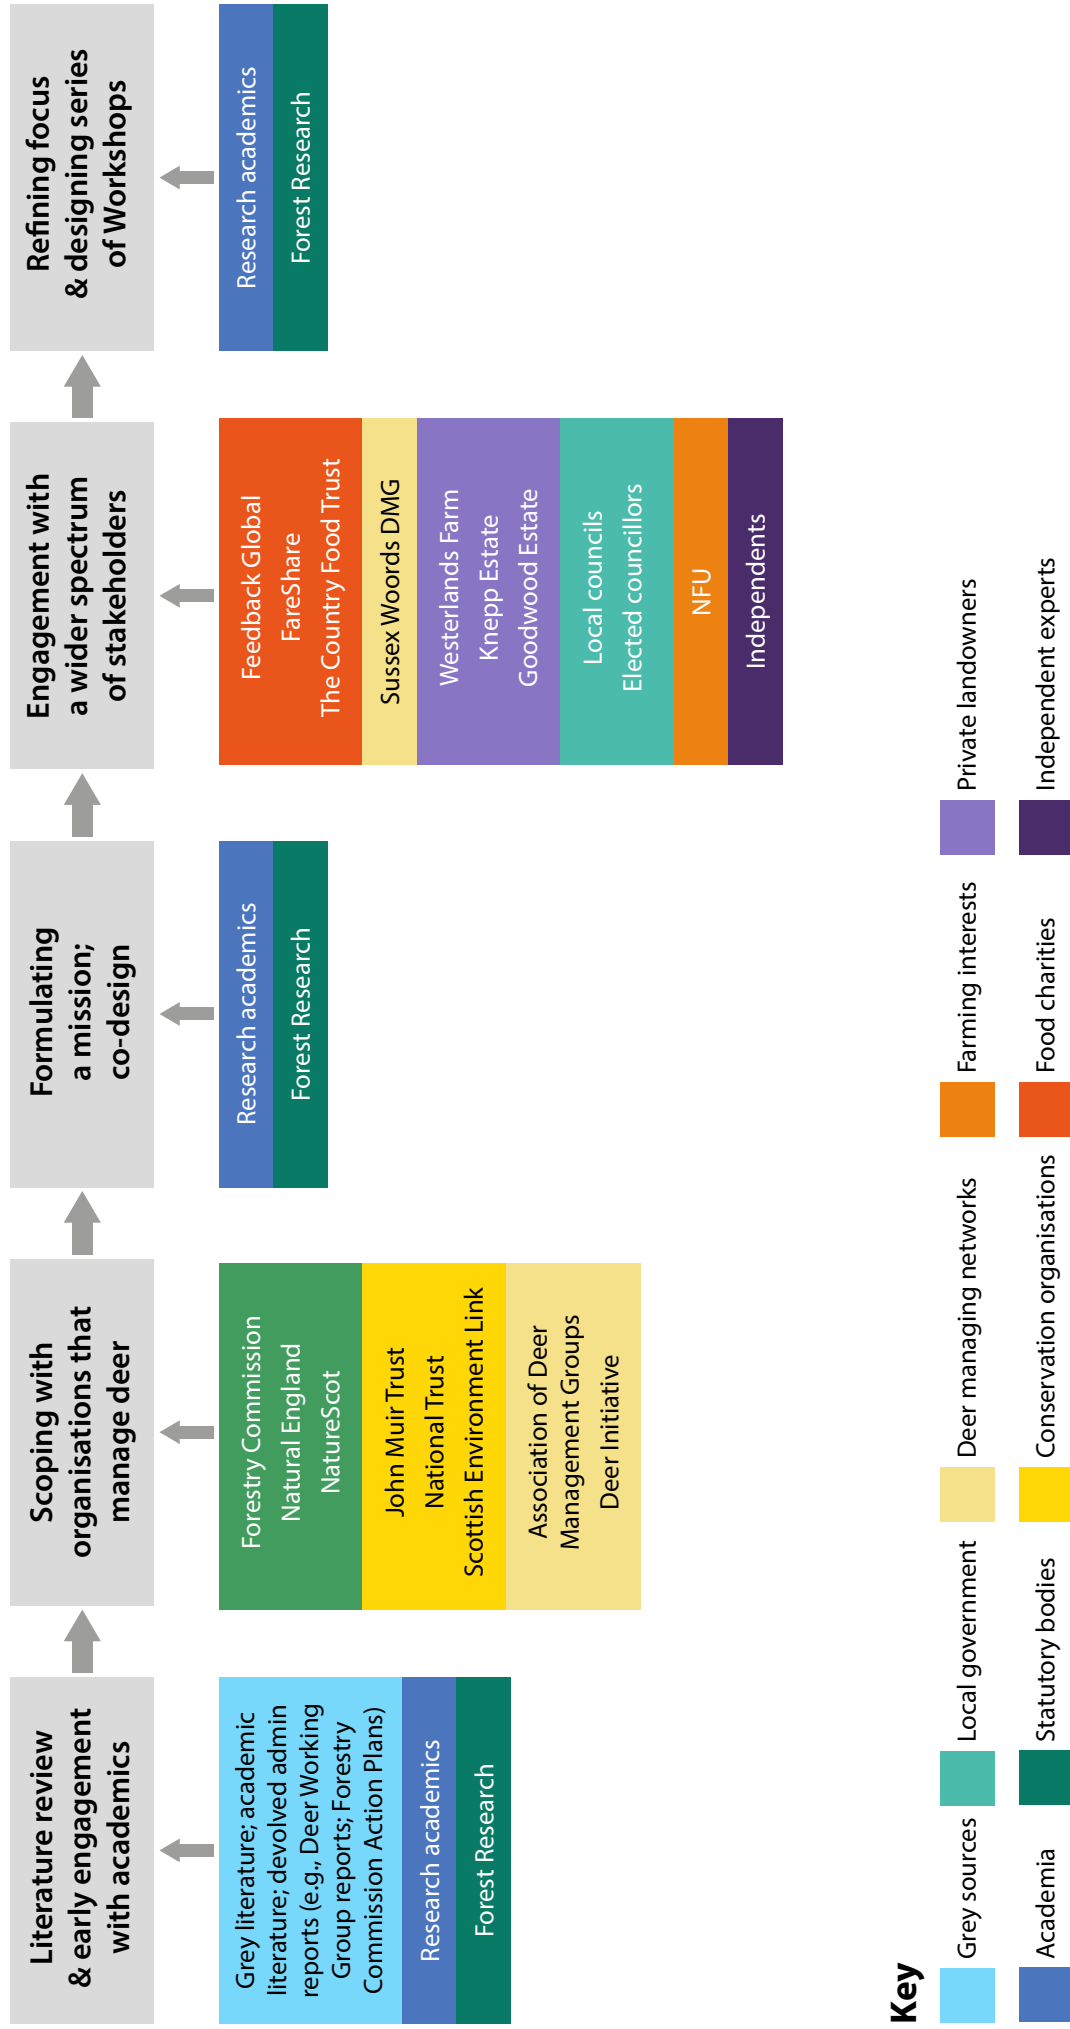 Literature review
& early engagement
with academics
Scoping with
organisations that
manage deer
Formulating
a mission;
co-design
Engagement with
a wider spectrum
of stakeholders
Refining focus
& designing series
of Workshops
Grey literature; academic
literature; devolved admin
reports (e.g., Deer Working
Group reports; Forestry
Commission Action Plans)
Research academics
Forest Research
Forestry Commission
Natural England
NatureScot
John Muir Trust
National Trust
Scottish Environment Link
Association of Deer
Management Groups
Deer Initiative
Research academics
Forest Research
Feedback Global
FareShare
The Country Food Trust
Sussex Woords DMG
Westerlands Farm
Knepp Estate
Goodwood Estate
Local councils
Elected councillors
NFU
Independents
Research academics
Forest Research
Key
Grey sources
Local government
Deer managing networks
Farming interests
Private landowners
Academia
Statutory bodies
Conservation organisations
Food charities
Independent experts